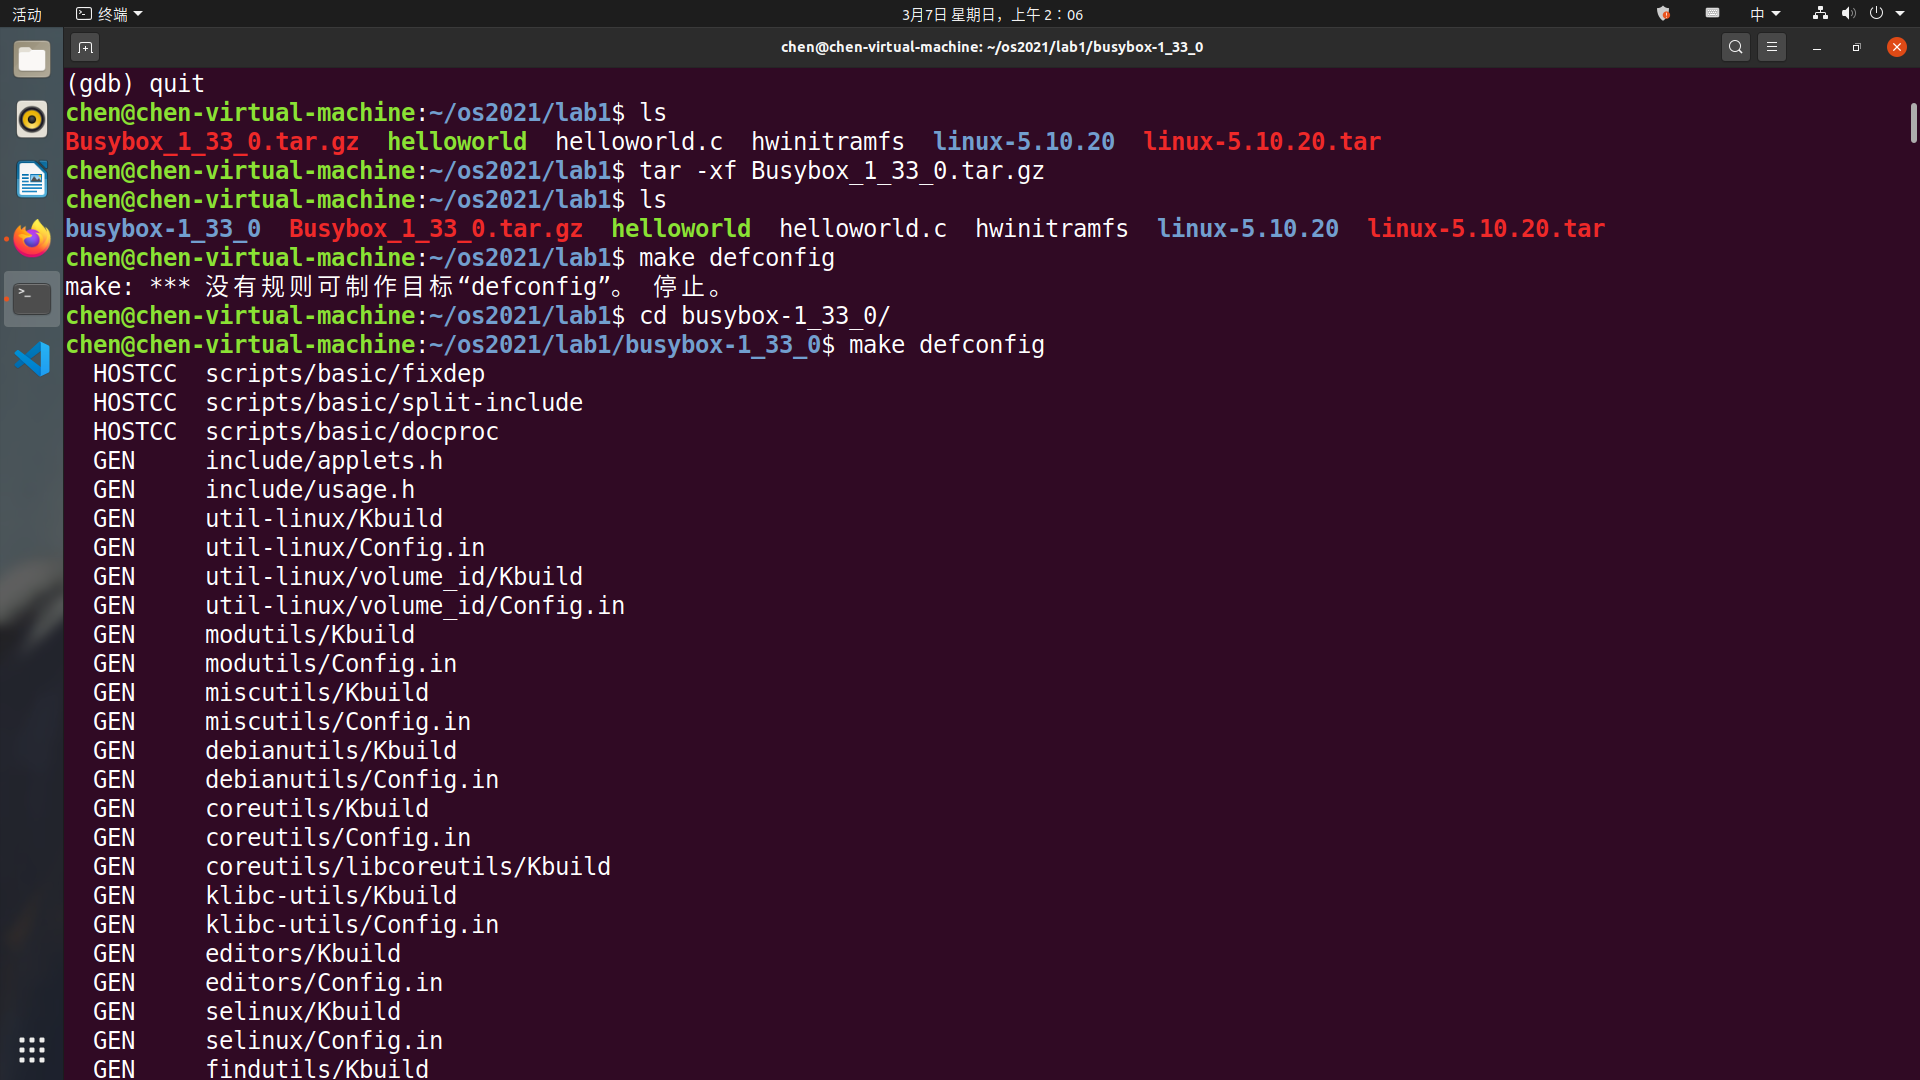 活动 终端 3月7日 星期日，上午 2：06 中
chen@chen-virtual-machine: ~/os2021/lab1/busybox-1_33_0
(gdb) quit
chen@chen-virtual-machine:~/os2021/lab1$ ls
Busybox_1_33_0.tar.gz  helloworld  helloworld.c  hwinitramfs  linux-5.10.20  linux-5.10.20.tar
chen@chen-virtual-machine:~/os2021/lab1$ tar -xf Busybox_1_33_0.tar.gz
chen@chen-virtual-machine:~/os2021/lab1$ ls
busybox-1_33_0  Busybox_1_33_0.tar.gz  helloworld  helloworld.c  hwinitramfs  linux-5.10.20  linux-5.10.20.tar
chen@chen-virtual-machine:~/os2021/lab1$ make defconfig
make: *** 没有规则可制作目标“defconfig”。 停止。
chen@chen-virtual-machine:~/os2021/lab1$ cd busybox-1_33_0/
chen@chen-virtual-machine:~/os2021/lab1/busybox-1_33_0$ make defconfig
  HOSTCC  scripts/basic/fixdep
  HOSTCC  scripts/basic/split-include
  HOSTCC  scripts/basic/docproc
  GEN     include/applets.h
  GEN     include/usage.h
  GEN     util-linux/Kbuild
  GEN     util-linux/Config.in
  GEN     util-linux/volume_id/Kbuild
  GEN     util-linux/volume_id/Config.in
  GEN     modutils/Kbuild
  GEN     modutils/Config.in
  GEN     miscutils/Kbuild
  GEN     miscutils/Config.in
  GEN     debianutils/Kbuild
  GEN     debianutils/Config.in
  GEN     coreutils/Kbuild
  GEN     coreutils/Config.in
  GEN     coreutils/libcoreutils/Kbuild
  GEN     klibc-utils/Kbuild
  GEN     klibc-utils/Config.in
  GEN     editors/Kbuild
  GEN     editors/Config.in
  GEN     selinux/Kbuild
  GEN     selinux/Config.in
  GEN     findutils/Kbuild